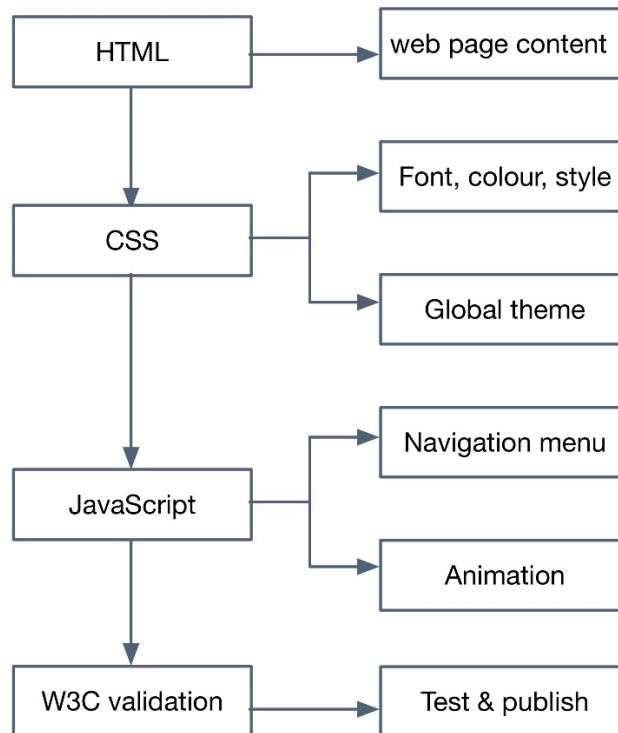 HTML
web page content
CSS
Font, colour, style
Global theme
JavaScript
Navigation menu
Animation
W3C validation
Test & publish